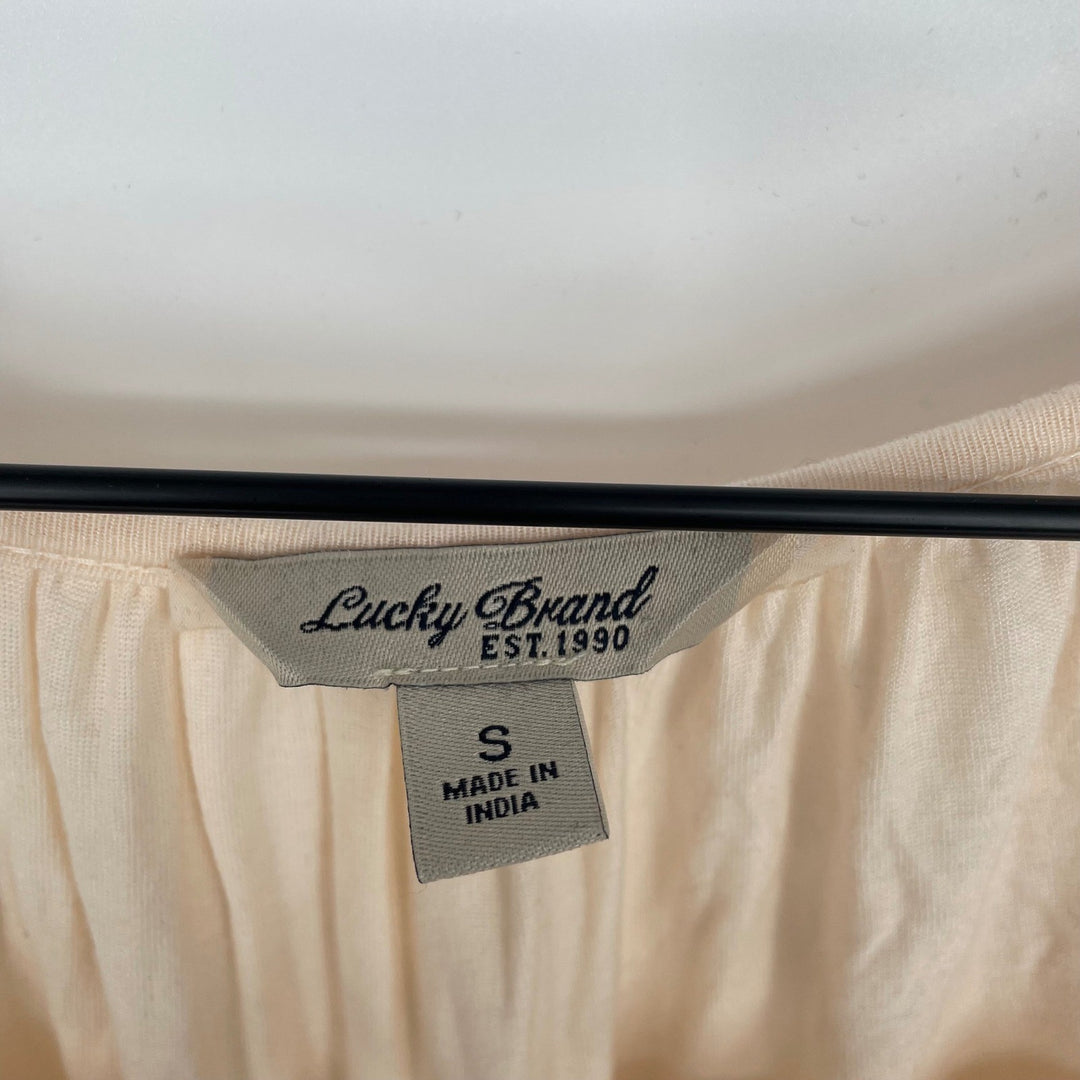 Lucky Brand
EST. 1990
S
MADE IN
INDIA